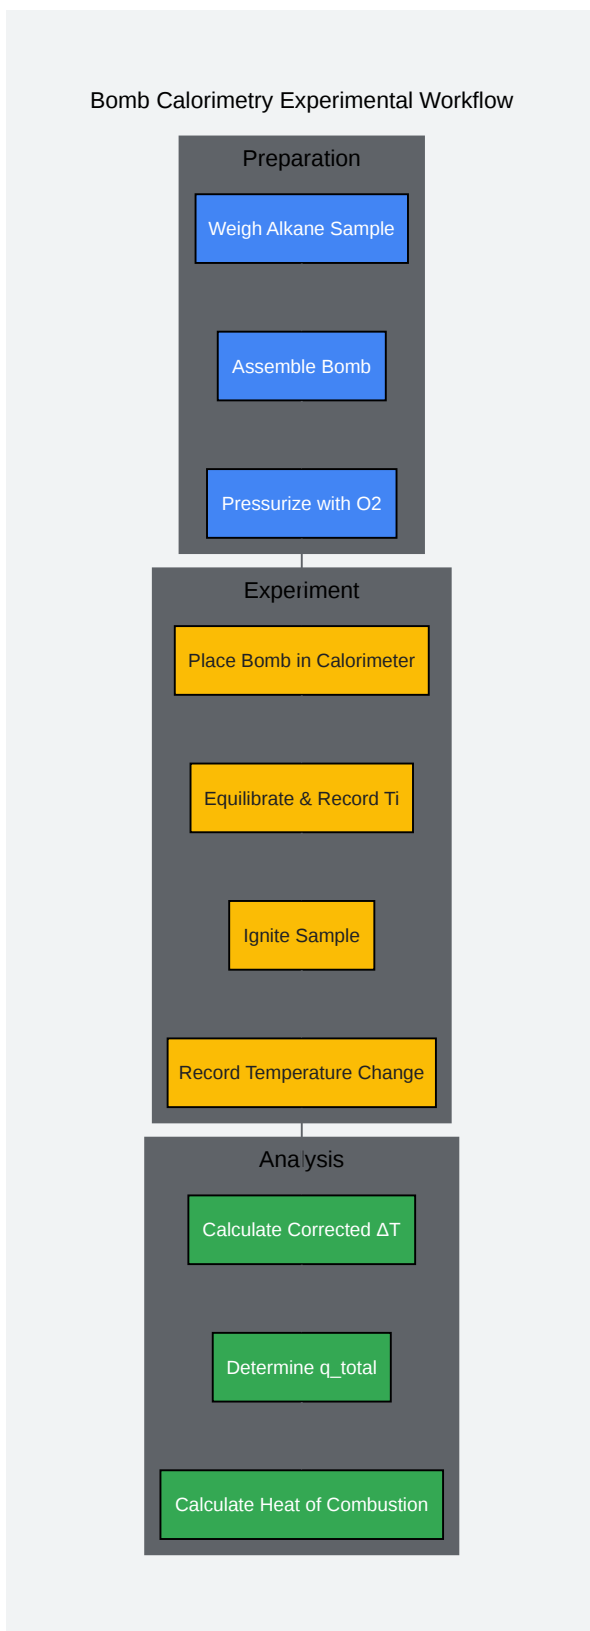 Bomb Calorimetry Experimental Workflow
Preparation
Weigh Alkane Sample
Assemble Bomb
Pressurize with O2
Experiment
Place Bomb in Calorimeter
Equilibrate & Record Ti
Ignite Sample
Record Temperature Change
Analysis
Calculate Corrected ΔT
Determine q_total
Calculate Heat of Combustion